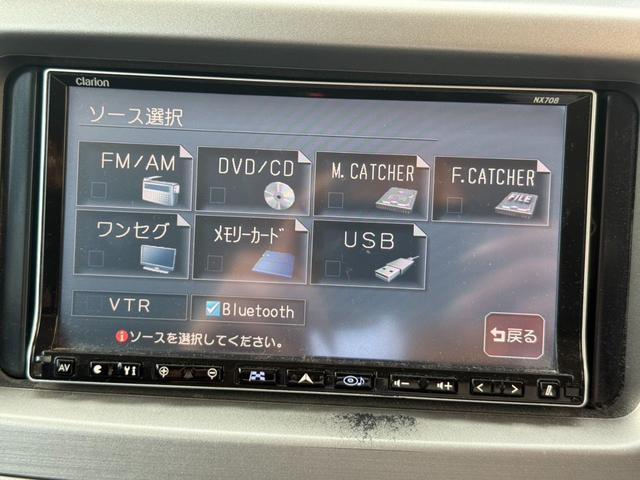 clarion
NX708
ソース選択
FM/AM
DVD/CD
M.CATCHER
F.CATCHER
FILE
ワンセグ
ﾒﾓﾘｰｶｰﾄﾞ
USB
VTR
Bluetooth
ソースを選択してください。
戻る
AV